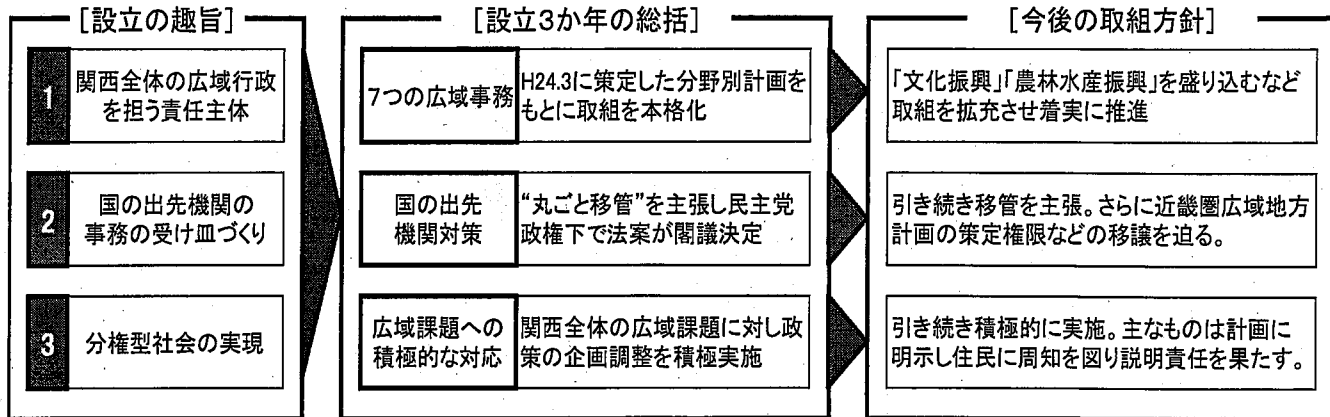 [設立の趣旨]
1
関西全体の広域行政
を担う責任主体
2
国の出先機関の
事務の受け皿づくり
3
分権型社会の実現
[設立3か年の総括]
7つの広域事務
H24.3に策定した分野別計画を
もとに取組を本格化
国の出先
機関対策
“丸ごと移管”を主張し民主党
政権下で法案が閣議決定
広域課題への
積極的な対応
関西全体の広域課題に対し政
策の企画調整を積極実施
[今後の取組方針]
「文化振興」「農林水産振興」を盛り込むなど
取組を拡充させ着実に推進
引き続き移管を主張。さらに近畿圏広域地方
計画の策定権限などの移譲を迫る。
引き続き積極的に実施。主なものは計画に
明示し住民に周知を図り説明責任を果たす。